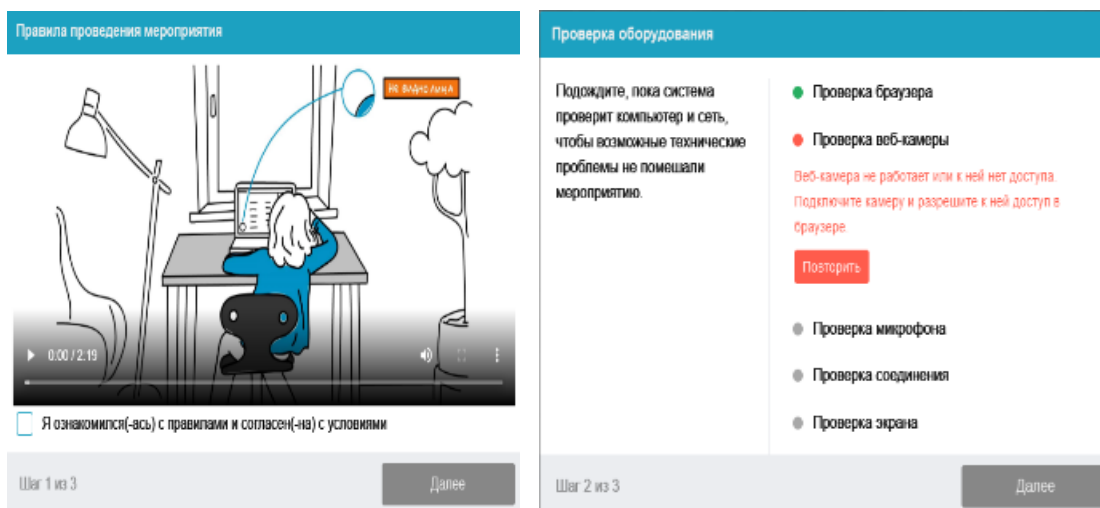 Правила проведения мероприятия
НЕ ВИДНО ЛИЦА
0:00 / 2:19
Я ознакомился(-ась) с правилами и согласен(-на) с условиями
Шаг 1 из 3
Далее
Проверка оборудования
Подождите, пока система
проверит компьютер и сеть,
чтобы возможные технические
проблемы не помешали
мероприятию.
Проверка браузера
Проверка веб-камеры
Веб-камера не работает или к ней нет доступа.
Подключите камеру и разрешите к ней доступ в
браузере
Повторить
Проверка микрофона
Проверка соединения
Проверка экрана
Шаг 2 из 3
Далее